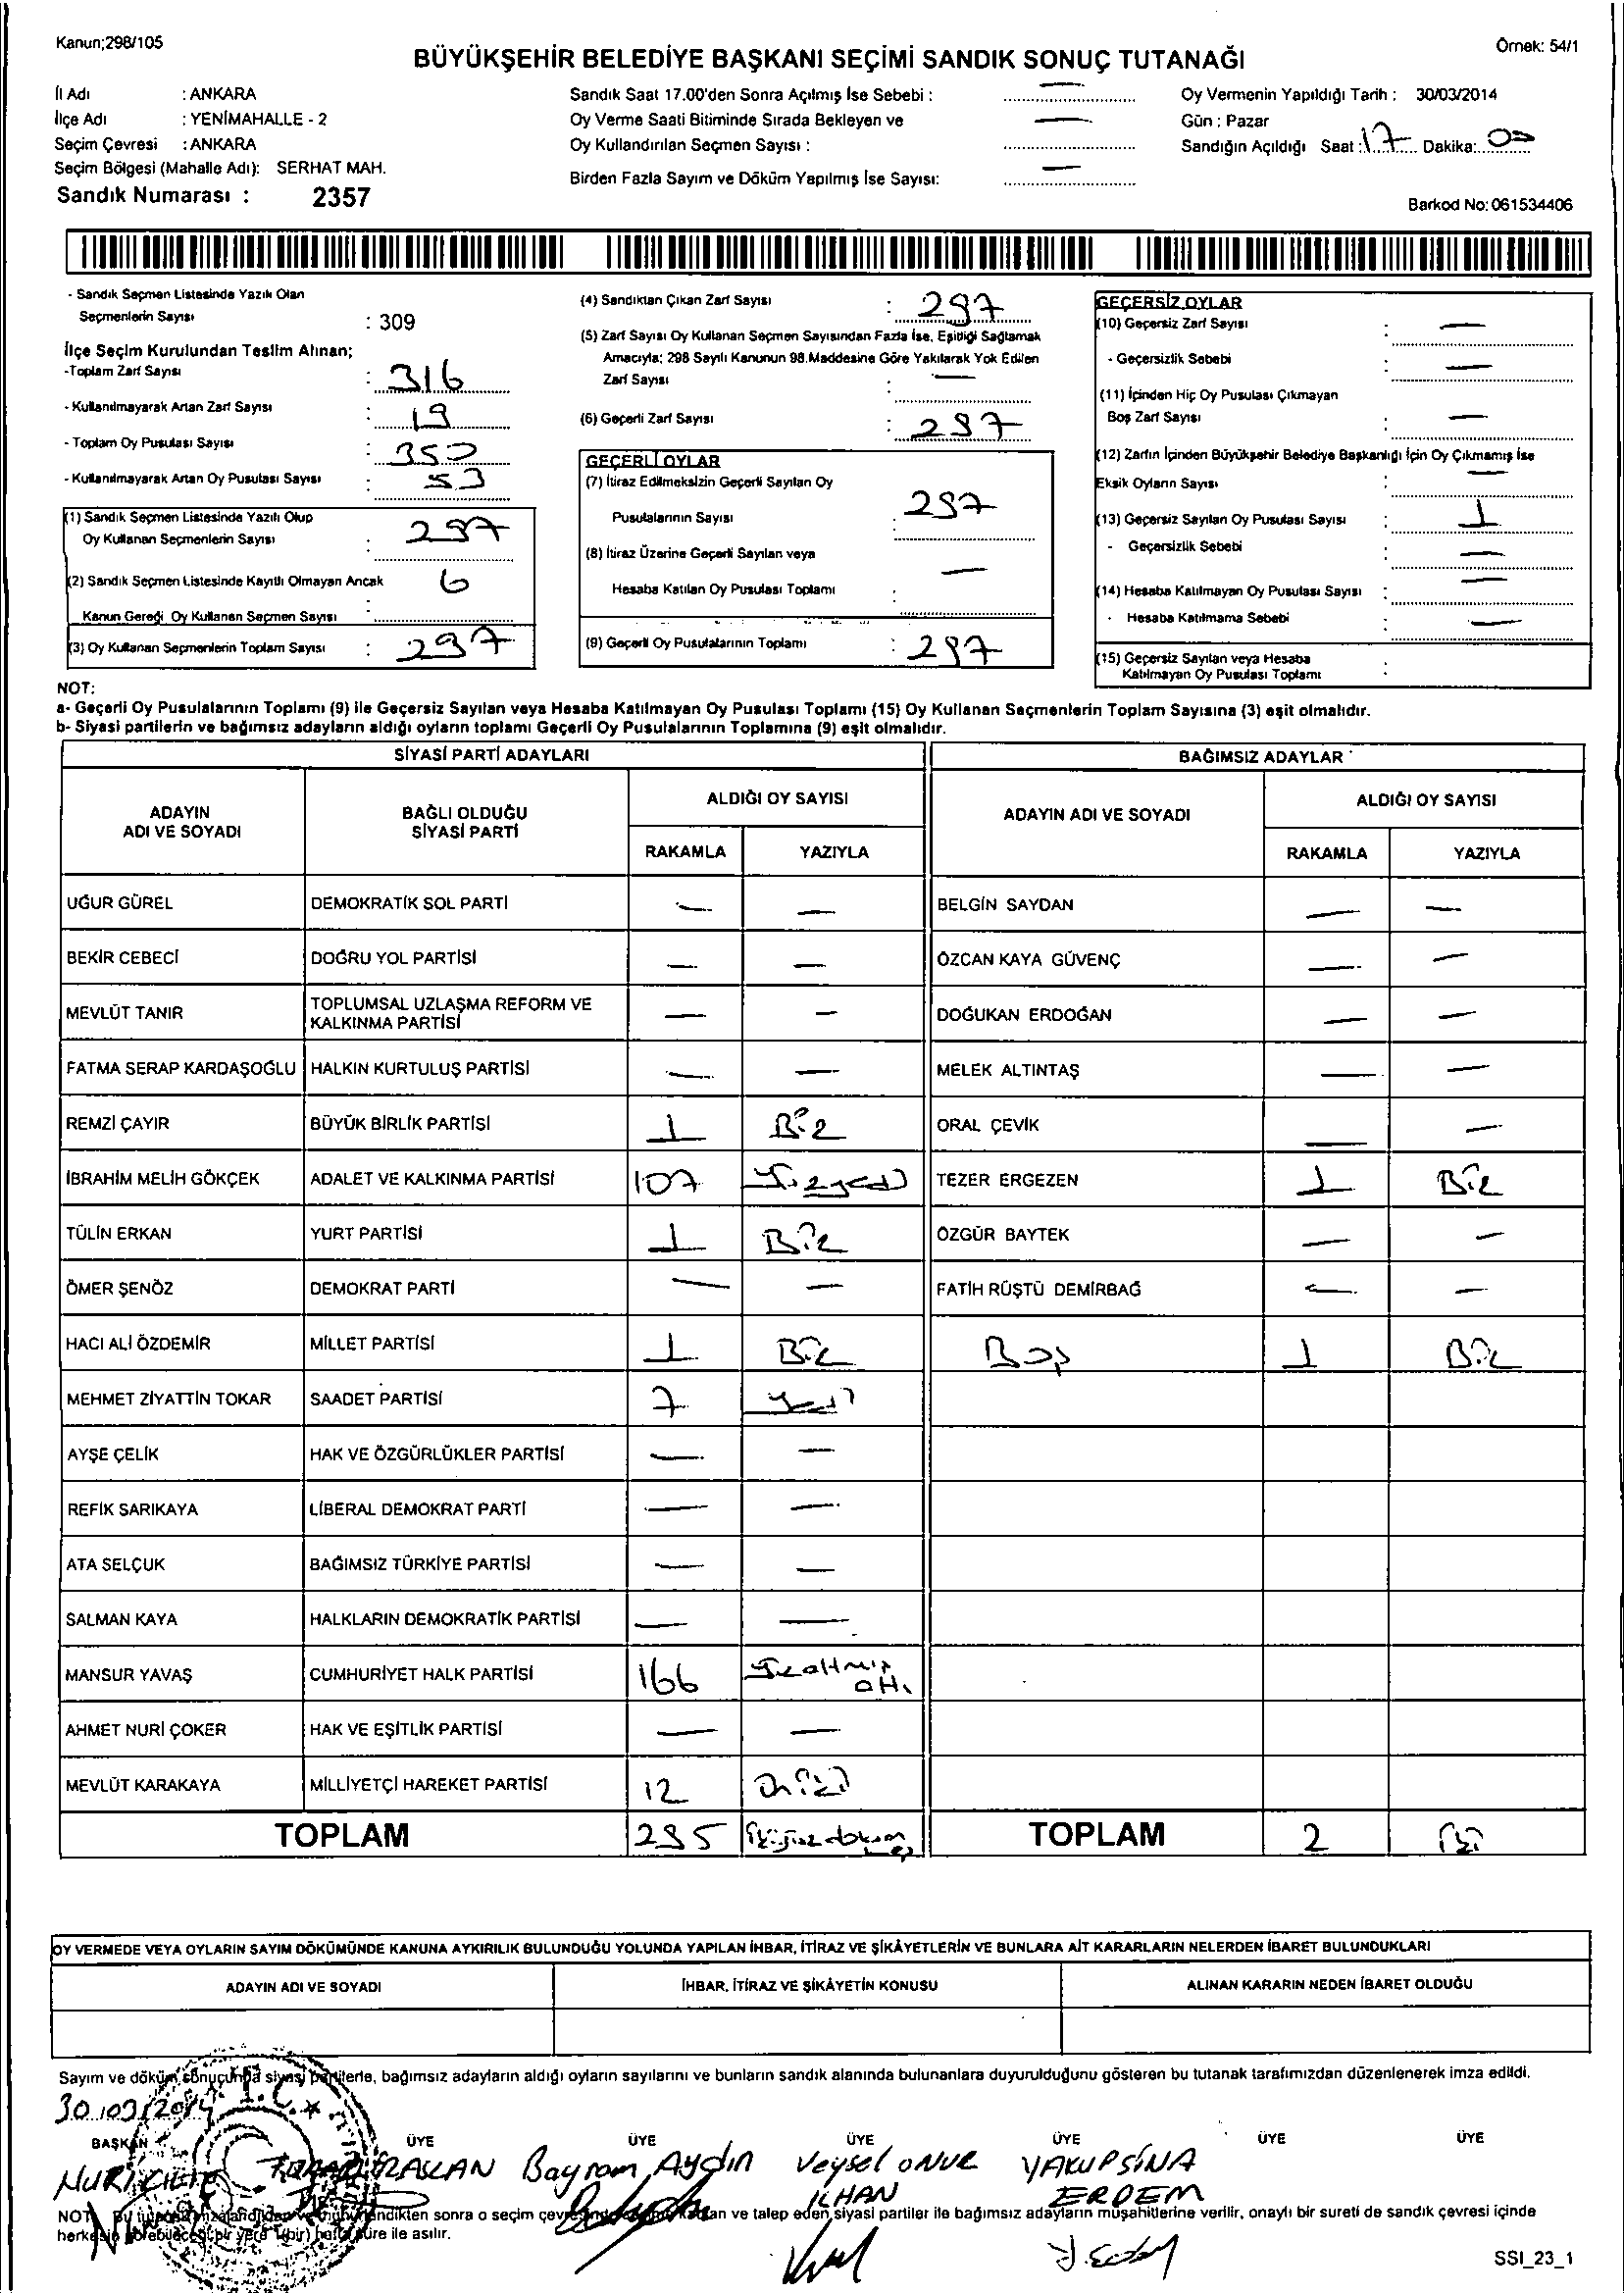 Kanun;298/105
Örnek: 54/1
BÜYÜKŞEHİR BELEDİYE BAŞKANI SEÇİMİ SANDIK SONUÇ TUTANAĞI
İl Adı : ANKARA
İlçe Adı : YENİMAHALLE - 2
Seçim Çevresi : ANKARA
Seçim Bölgesi (Mahalle Adı): SERHAT MAH.
Sandık Numarası : 2357
Sandık Saat 17.00'den Sonra Açılmış İse Sebebi : —
Oy Verme Saati Bitiminde Sırada Bekleyen ve
Oy Kullandırılan Seçmen Sayısı : —
Birden Fazla Sayım ve Döküm Yapılmış İse Sayısı: —
Oy Vermenin Yapıldığı Tarih : 30/03/2014
Gün : Pazar
Sandığın Açıldığı Saat : 17 Dakika: 00
Barkod No: 061534406
- Sandık Seçmen Listesinde Yazılı Olan
Seçmenlerin Sayısı : 309
İlçe Seçim Kurulundan Teslim Alınan;
-Toplam Zarf Sayısı : 316
- Kullanılmayarak Artan Zarf Sayısı : 19
- Toplam Oy Pusulası Sayısı : 350
- Kullanılmayarak Artan Oy Pusulası Sayısı : 53
(1) Sandık Seçmen Listesinde Yazılı Olup
Oy Kullanan Seçmenlerin Sayısı : 297
(2) Sandık Seçmen Listesinde Kayıtlı Olmayan Ancak
Kanun Gereği Oy Kullanan Seçmen Sayısı : 6
(3) Oy Kullanan Seçmenlerin Toplam Sayısı : 297
(4) Sandıktan Çıkan Zarf Sayısı : 297
(5) Zarf Sayısı Oy Kullanan Seçmen Sayısından Fazla İse, Eşitliği Sağlamak
Amacıyla; 298 Sayılı Kanunun 98.Maddesine Göre Yakılarak Yok Edilen
Zarf Sayısı : —
(6) Geçerli Zarf Sayısı : 297
GEÇERLİ OYLAR
(7) İtiraz Edilmeksizin Geçerli Sayılan Oy
Pusulalarının Sayısı : 297
(8) İtiraz Üzerine Geçerli Sayılan veya
Hesaba Katılan Oy Pusulası Toplamı : —
(9) Geçerli Oy Pusulalarının Toplamı : 297
GEÇERSİZ OYLAR
(10) Geçersiz Zarf Sayısı : —
- Geçersizlik Sebebi : —
(11) İçinden Hiç Oy Pusulası Çıkmayan
Boş Zarf Sayısı : —
(12) Zarfın İçinden Büyükşehir Belediye Başkanlığı İçin Oy Çıkmamış İse
Eksik Oyların Sayısı : —
(13) Geçersiz Sayılan Oy Pusulası Sayısı : 1
- Geçersizlik Sebebi : —
(14) Hesaba Katılmayan Oy Pusulası Sayısı : —
- Hesaba Katılmama Sebebi : —
(15) Geçersiz Sayılan veya Hesaba
Katılmayan Oy Pusulası Toplamı :
NOT:
a- Geçerli Oy Pusulalarının Toplamı (9) ile Geçersiz Sayılan veya Hesaba Katılmayan Oy Pusulası Toplamı (15) Oy Kullanan Seçmenlerin Toplam Sayısına (3) eşit olmalıdır.
b- Siyasi partilerin ve bağımsız adayların aldığı oyların toplamı Geçerli Oy Pusulalarının Toplamına (9) eşit olmalıdır.
SİYASİ PARTİ ADAYLARI
ADAYIN ADI VE SOYADI BAĞLI OLDUĞU SİYASİ PARTİ ALDIĞI OY SAYISI
RAKAMLA YAZIYLA
UĞUR GÜREL DEMOKRATİK SOL PARTİ — —
BEKİR CEBECİ DOĞRU YOL PARTİSİ — —
MEVLÜT TANIR TOPLUMSAL UZLAŞMA REFORM VE KALKINMA PARTİSİ — —
FATMA SERAP KARDAŞOĞLU HALKIN KURTULUŞ PARTİSİ — —
REMZİ ÇAYIR BÜYÜK BİRLİK PARTİSİ 1 Bir
İBRAHİM MELİH GÖKÇEK ADALET VE KALKINMA PARTİSİ 107 Yüzyedi
TÜLİN ERKAN YURT PARTİSİ 1 Bir
ÖMER ŞENÖZ DEMOKRAT PARTİ — —
HACI ALİ ÖZDEMİR MİLLET PARTİSİ 1 Bir
MEHMET ZİYATTİN TOKAR SAADET PARTİSİ 7 Yedi
AYŞE ÇELİK HAK VE ÖZGÜRLÜKLER PARTİSİ — —
REFİK SARIKAYA LİBERAL DEMOKRAT PARTİ — —
ATA SELÇUK BAĞIMSIZ TÜRKİYE PARTİSİ — —
SALMAN KAYA HALKLARIN DEMOKRATİK PARTİSİ — —
MANSUR YAVAŞ CUMHURİYET HALK PARTİSİ 166 Yüzaltmış altı
AHMET NURİ ÇOKER HAK VE EŞİTLİK PARTİSİ — —
MEVLÜT KARAKAYA MİLLİYETÇİ HAREKET PARTİSİ 12 oniki
TOPLAM 295 ikiyüzdoksan beş
BAĞIMSIZ ADAYLAR
ADAYIN ADI VE SOYADI ALDIĞI OY SAYISI
RAKAMLA YAZIYLA
BELGİN SAYDAN — —
ÖZCAN KAYA GÜVENÇ — —
DOĞUKAN ERDOĞAN — —
MELEK ALTINTAŞ — —
ORAL ÇEVİK — —
TEZER ERGEZEN 1 Bir
ÖZGÜR BAYTEK — —
FATİH RÜŞTÜ DEMİRBAĞ — —
Boş 1 Bir
TOPLAM 2 iki
OY VERMEDE VEYA OYLARIN SAYIM DÖKÜMÜNDE KANUNA AYKIRILIK BULUNDUĞU YOLUNDA YAPILAN İHBAR, İTİRAZ VE ŞİKÂYETLERİN VE BUNLARA AİT KARARLARIN NELERDEN İBARET BULUNDUKLARI
ADAYIN ADI VE SOYADI İHBAR, İTİRAZ VE ŞİKÂYETİN KONUSU ALINAN KARARIN NEDEN İBARET OLDUĞU
Sayım ve döküm sonucunda siyasi partilerle, bağımsız adayların aldığı oyların sayılarını ve bunların sandık alanında bulunanlara duyurulduğunu gösteren bu tutanak tarafımızdan düzenlenerek imza edildi.
30/03/2014
T.C.
BAŞKAN ÜYE ÜYE ÜYE ÜYE ÜYE ÜYE
NURİ Bayram Aydın Veysel ONUR İLHAN YAKUP SİNA ERDEM
NOT: sonra o seçim ve talep eden siyasi partiler ile bağımsız adayların müşahitlerine verilir, onaylı bir sureti de sandık çevresi içinde
herkesin görebileceği bir yere (bir) hafta süre ile asılır.
SSI_23_1